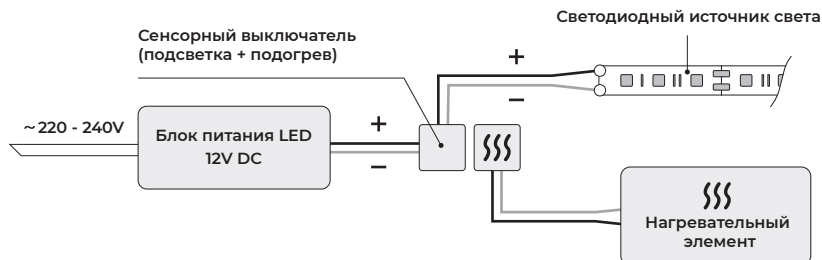 Светодиодный источник света
Сенсорный выключатель
(подсветка + подогрев)
+
–
~220 - 240V
Блок питания LED
12V DC
+
–
Нагревательный
элемент